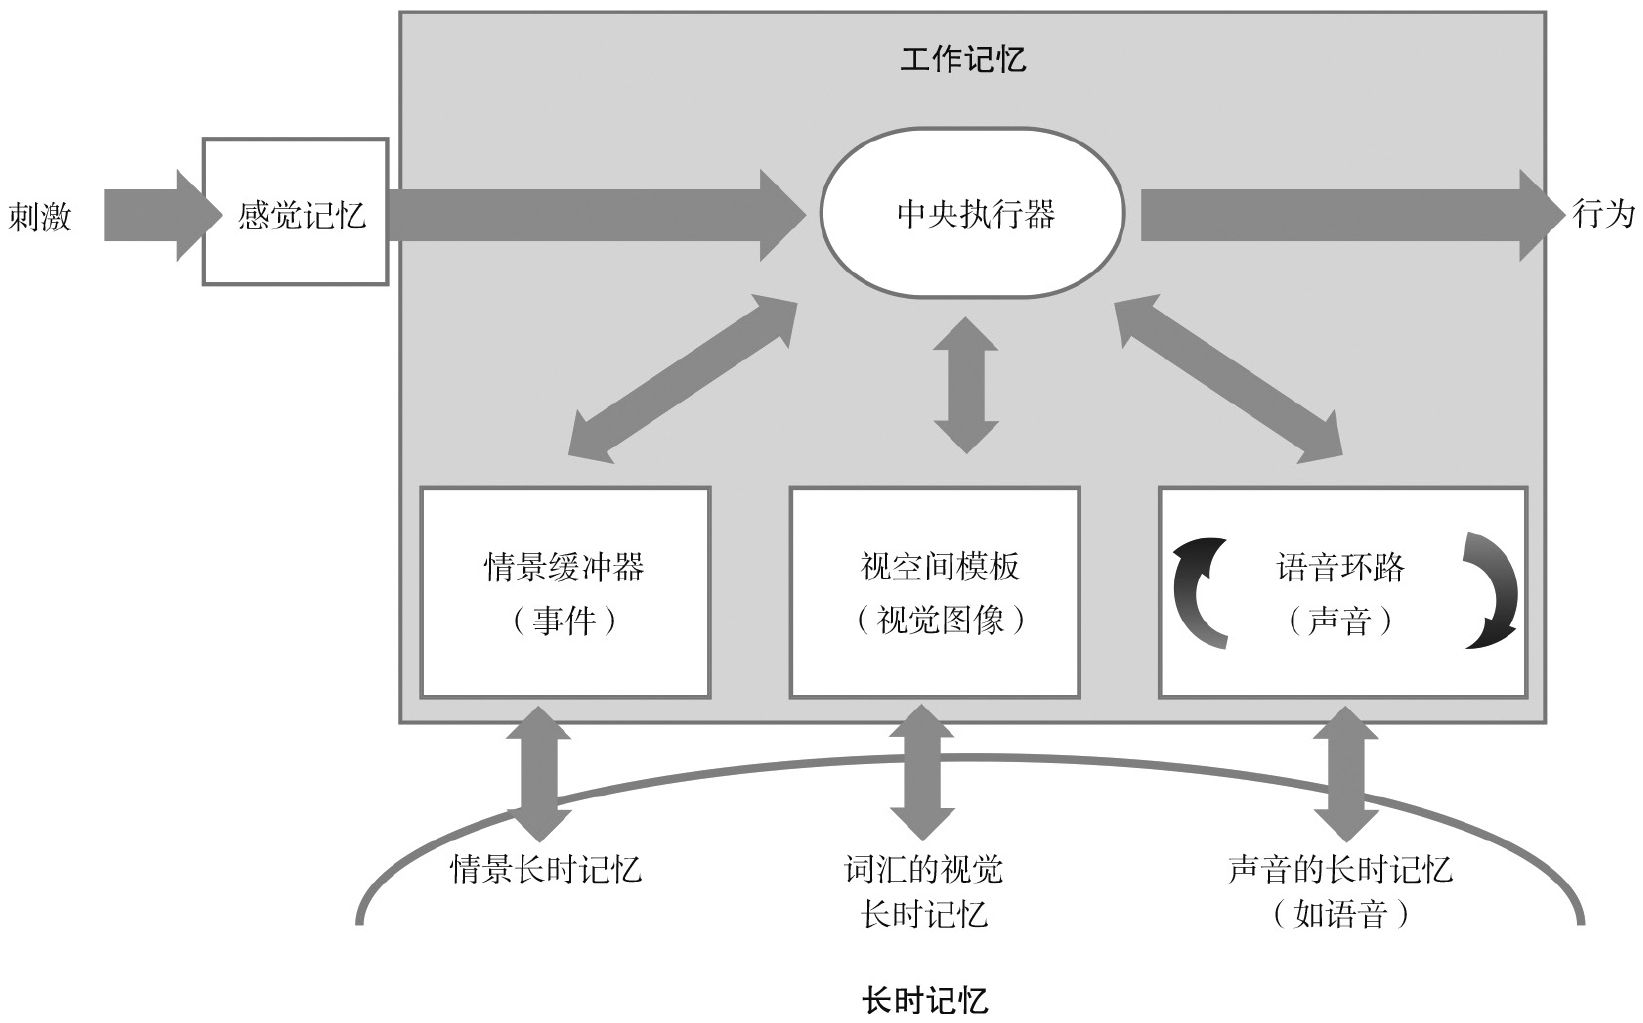 工作记忆
刺激
感觉记忆
中央执行器
行为
情景缓冲器
（事件）
视空间模板
（视觉图像）
语音环路
（声音）
情景长时记忆
词汇的视觉
长时记忆
声音的长时记忆
（如语音）
长时记忆